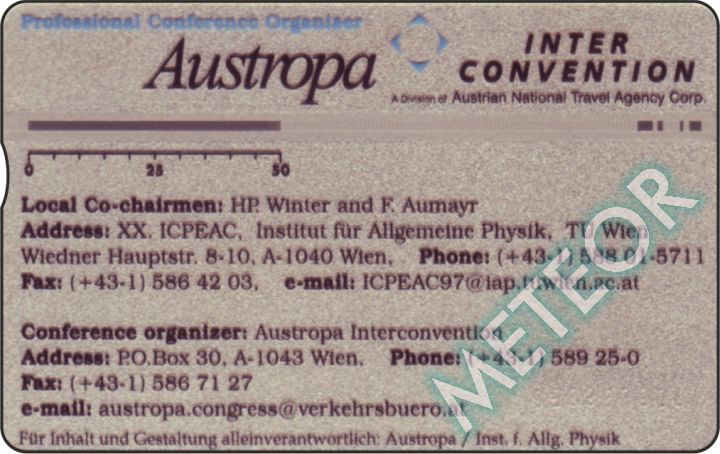 Professional Conference Organiser
Austropa
INTER
CONVENTION
A Division of Austrian National Travel Agency Corp.
0 25 50
Local Co-chairmen: HP. Winter and F. Aumayr
Address: XX. ICPEAC, Institut für Allgemeine Physik, TU Wien
Wiedner Hauptstr. 8-10, A-1040 Wien, Phone: (+43-1) 588 01-5711
Fax: (+43-1) 586 42 03, e-mail: ICPEAC97@iap.tuwien.ac.at
Conference organizer: Austropa Interconvention
Address: P.O.Box 30, A-1043 Wien, Phone: (+43-1) 589 25-0
Fax: (+43-1) 586 71 27
e-mail: austropa.congress@verkehrsbuero.at
Für Inhalt und Gestaltung alleinverantwortlich: Austropa / Inst. f. Allg. Physik
METEOR